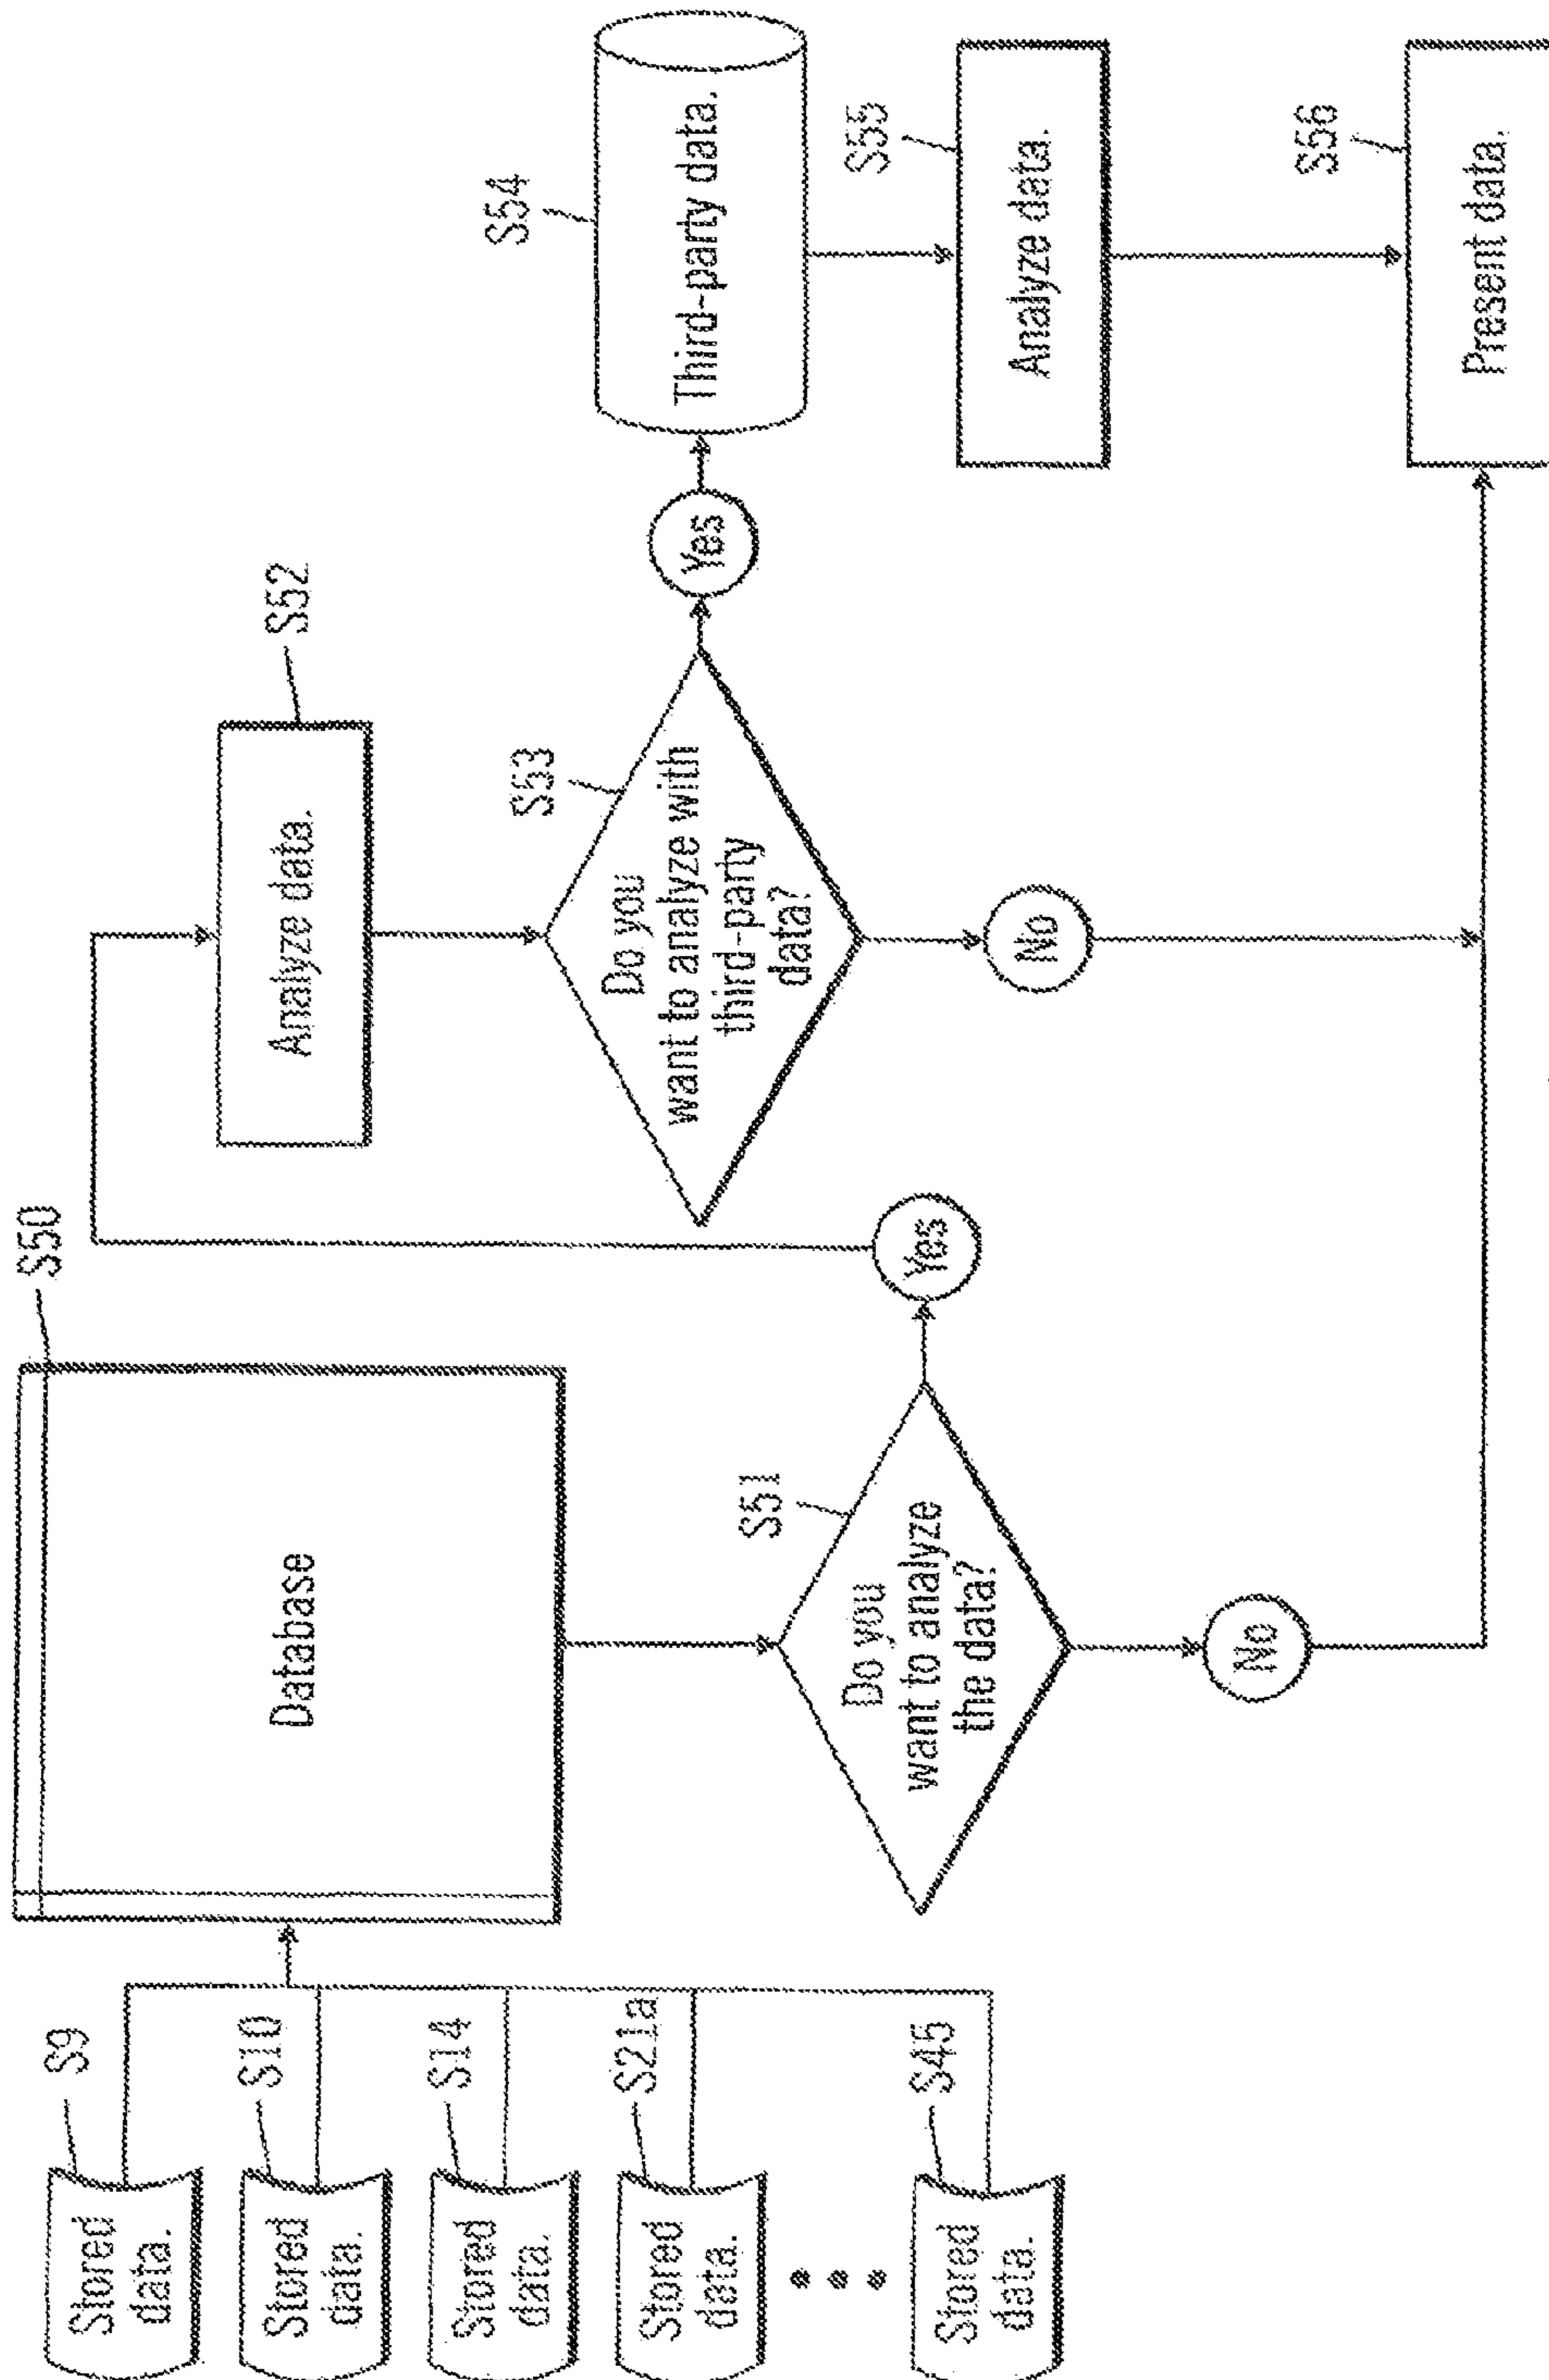 S9
Stored
data.
S10
Stored
data.
S14
Stored
data.
S21a
Stored
data.
S45
Stored
data.
S50
Database
S51
Do you
want to analyze
the data?
Yes
No
S52
Analyze data.
S53
Do you
want to analyze with
third-party
data?
Yes
No
S54
Third-party data.
S55
Analyze data.
S56
Present data.